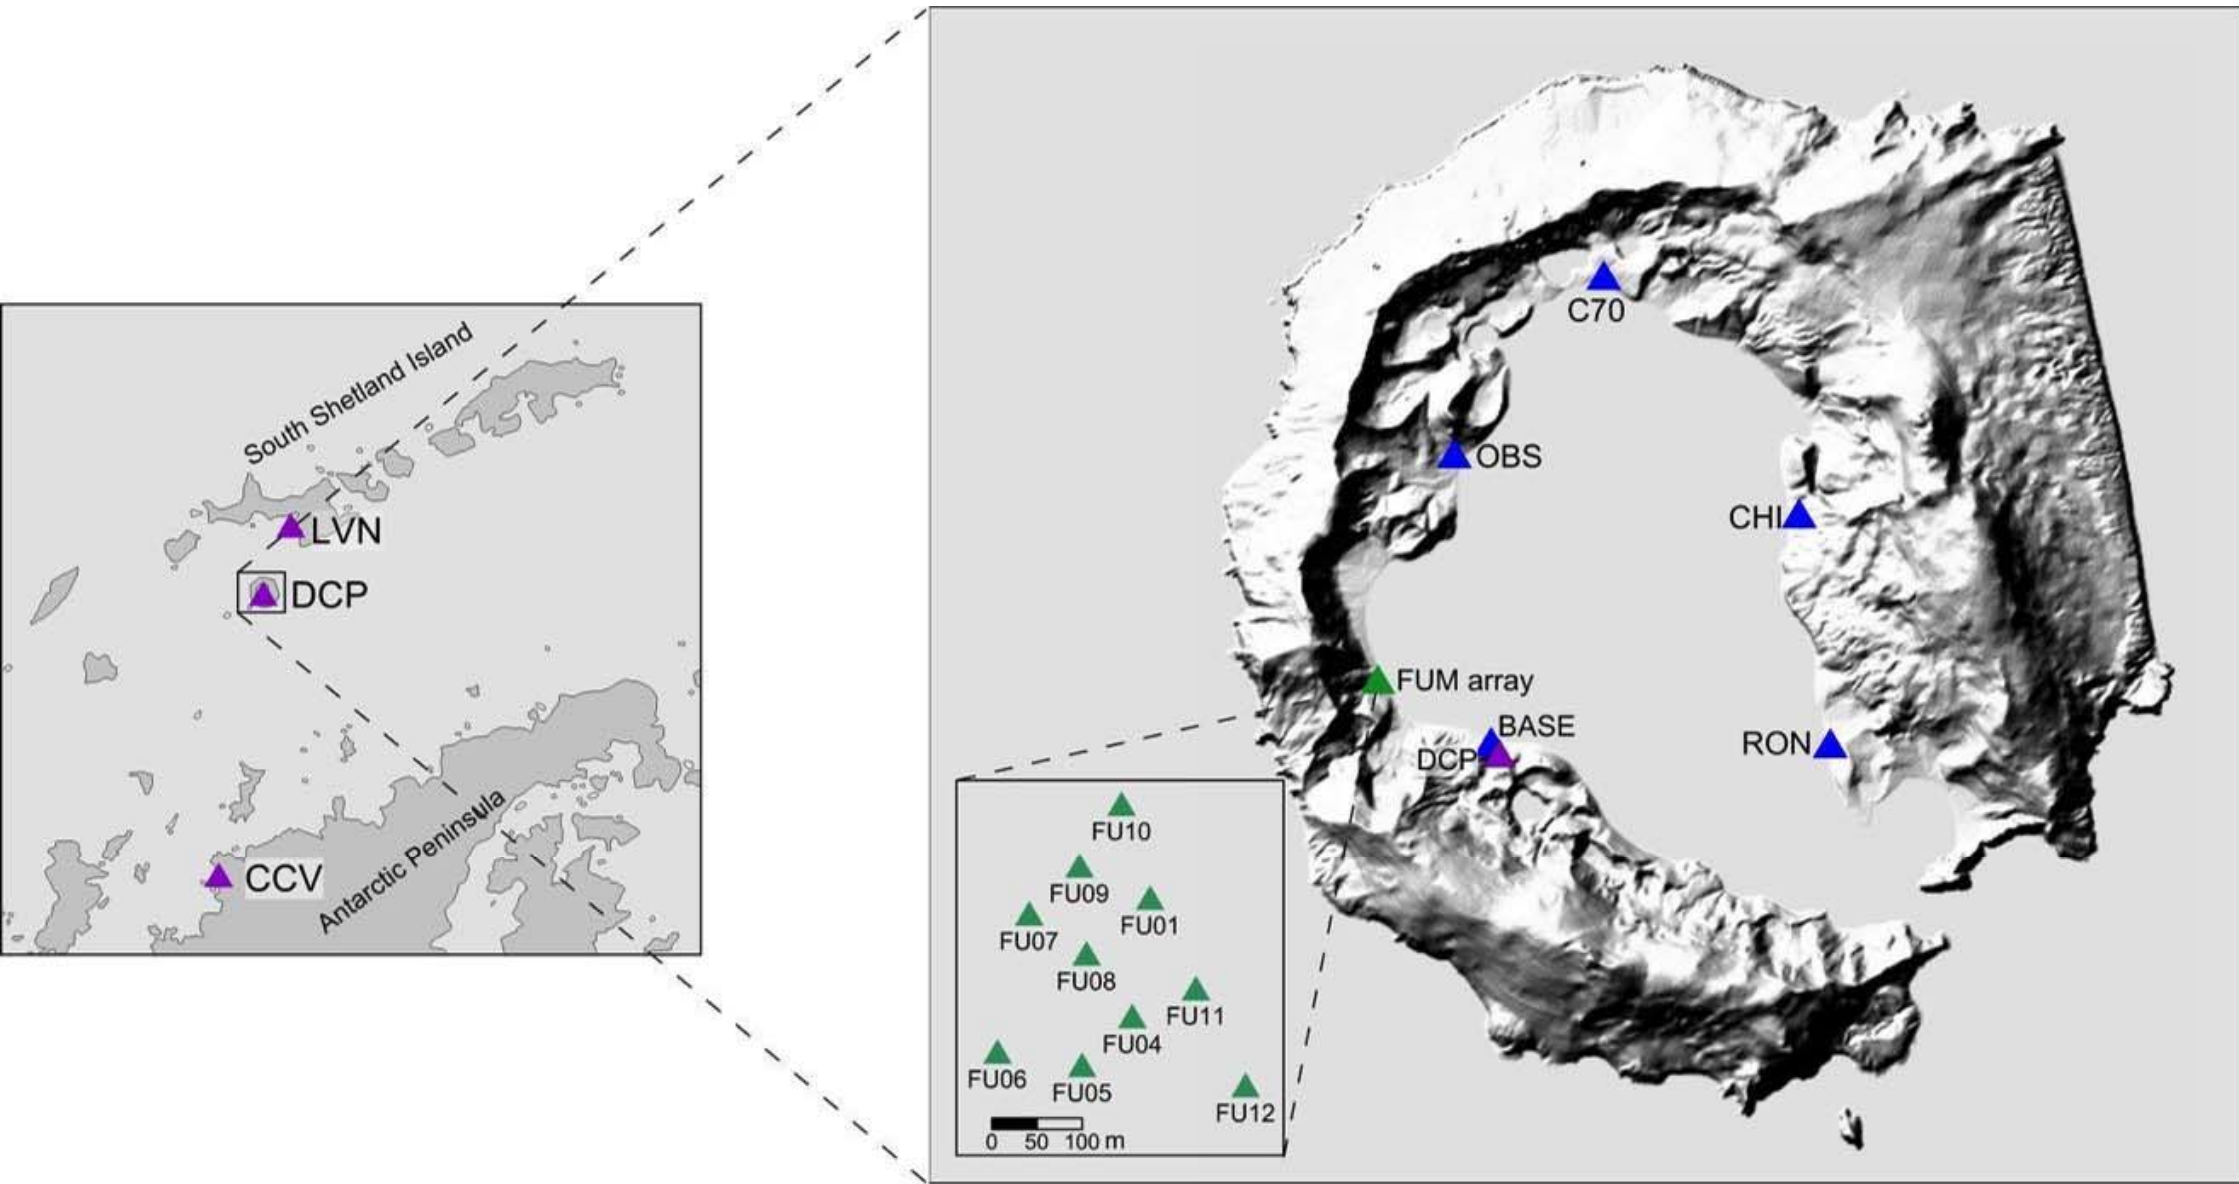 South Shetland Island
LVN
DCP
CCV
Antarctic Peninsula
C70
OBS
CHI
FUM array
BASE
DCP
RON
FU10
FU09
FU01
FU07
FU08
FU11
FU04
FU06
FU05
FU12
0 50 100 m